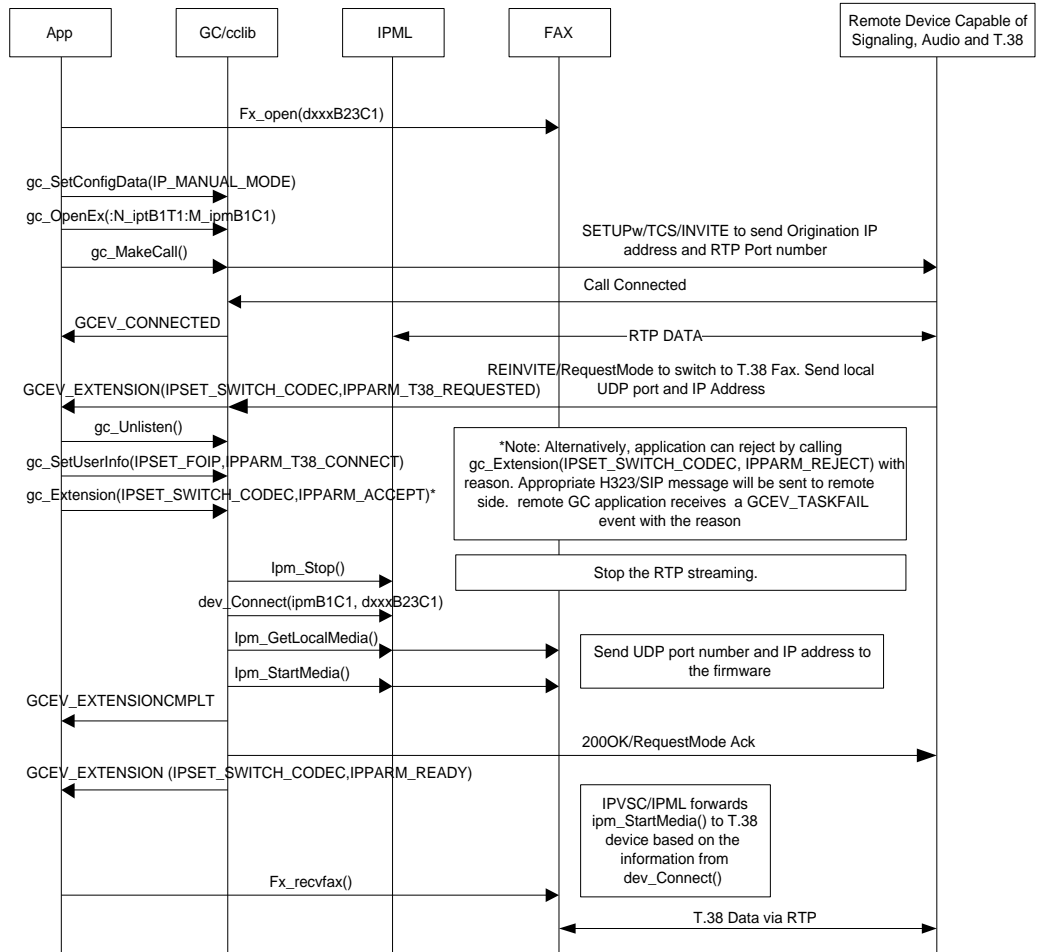 App
GC/cclib
IPML
FAX
Remote Device Capable of
Signaling, Audio and T.38
Fx_open(dxxxB23C1)
gc_SetConfigData(IP_MANUAL_MODE)
gc_OpenEx(:N_iptB1T1:M_ipmB1C1)
gc_MakeCall()
SETUPw/TCS/INVITE to send Origination IP
address and RTP Port number
Call Connected
GCEV_CONNECTED
RTP DATA
REINVITE/RequestMode to switch to T.38 Fax. Send local
UDP port and IP Address
GCEV_EXTENSION(IPSET_SWITCH_CODEC,IPPARM_T38_REQUESTED)
gc_Unlisten()
gc_SetUserInfo(IPSET_FOIP,IPPARM_T38_CONNECT)
gc_Extension(IPSET_SWITCH_CODEC,IPPARM_ACCEPT)*
*Note: Alternatively, application can reject by calling
gc_Extension(IPSET_SWITCH_CODEC, IPPARM_REJECT) with
reason. Appropriate H323/SIP message will be sent to remote
side. remote GC application receives a GCEV_TASKFAIL
event with the reason
Ipm_Stop()
Stop the RTP streaming.
dev_Connect(ipmB1C1, dxxxB23C1)
Ipm_GetLocalMedia()
Send UDP port number and IP address to
the firmware
Ipm_StartMedia()
GCEV_EXTENSIONCMPLT
200OK/RequestMode Ack
GCEV_EXTENSION (IPSET_SWITCH_CODEC,IPPARM_READY)
IPVSC/IPML forwards
ipm_StartMedia() to T.38
device based on the
information from
dev_Connect()
Fx_recvfax()
T.38 Data via RTP